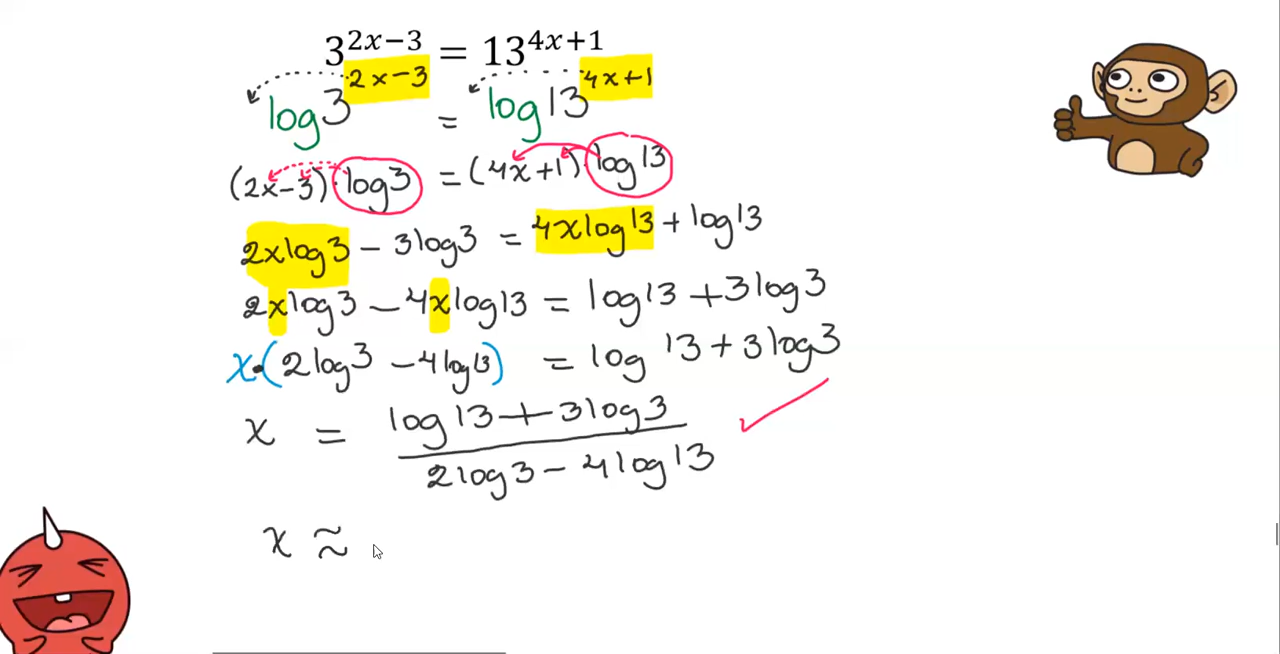 3^{2x−3} = 13^{4x+1}
log3^{2x−3} = log13^{4x+1}
(2x−3)·log3 = (4x+1)·log13
2xlog3 − 3log3 = 4xlog13 + log13
2xlog3 − 4xlog13 = log13 + 3log3
x·(2log3 − 4log13) = log13 + 3log3
x = \frac{log13+3log3}{2log3−4log13}
x ≈